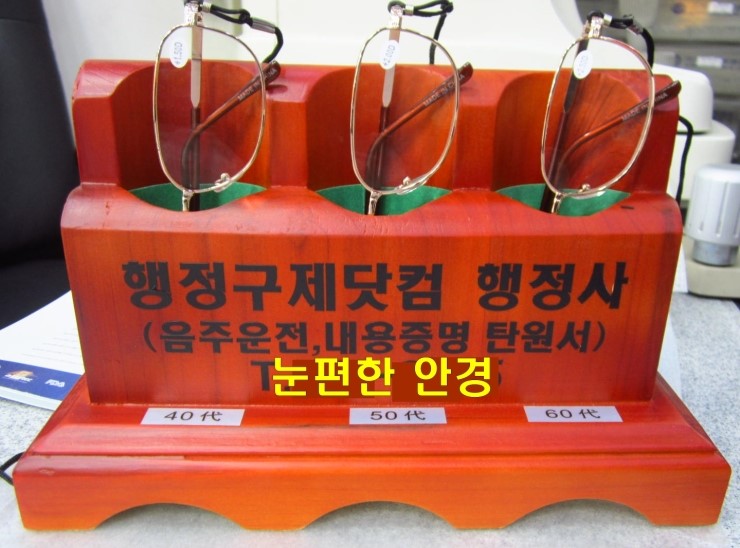 행정구제닷컴 행정사
(음주운전,내용증명 탄원서)
눈편한 안경
40代
50代
60代